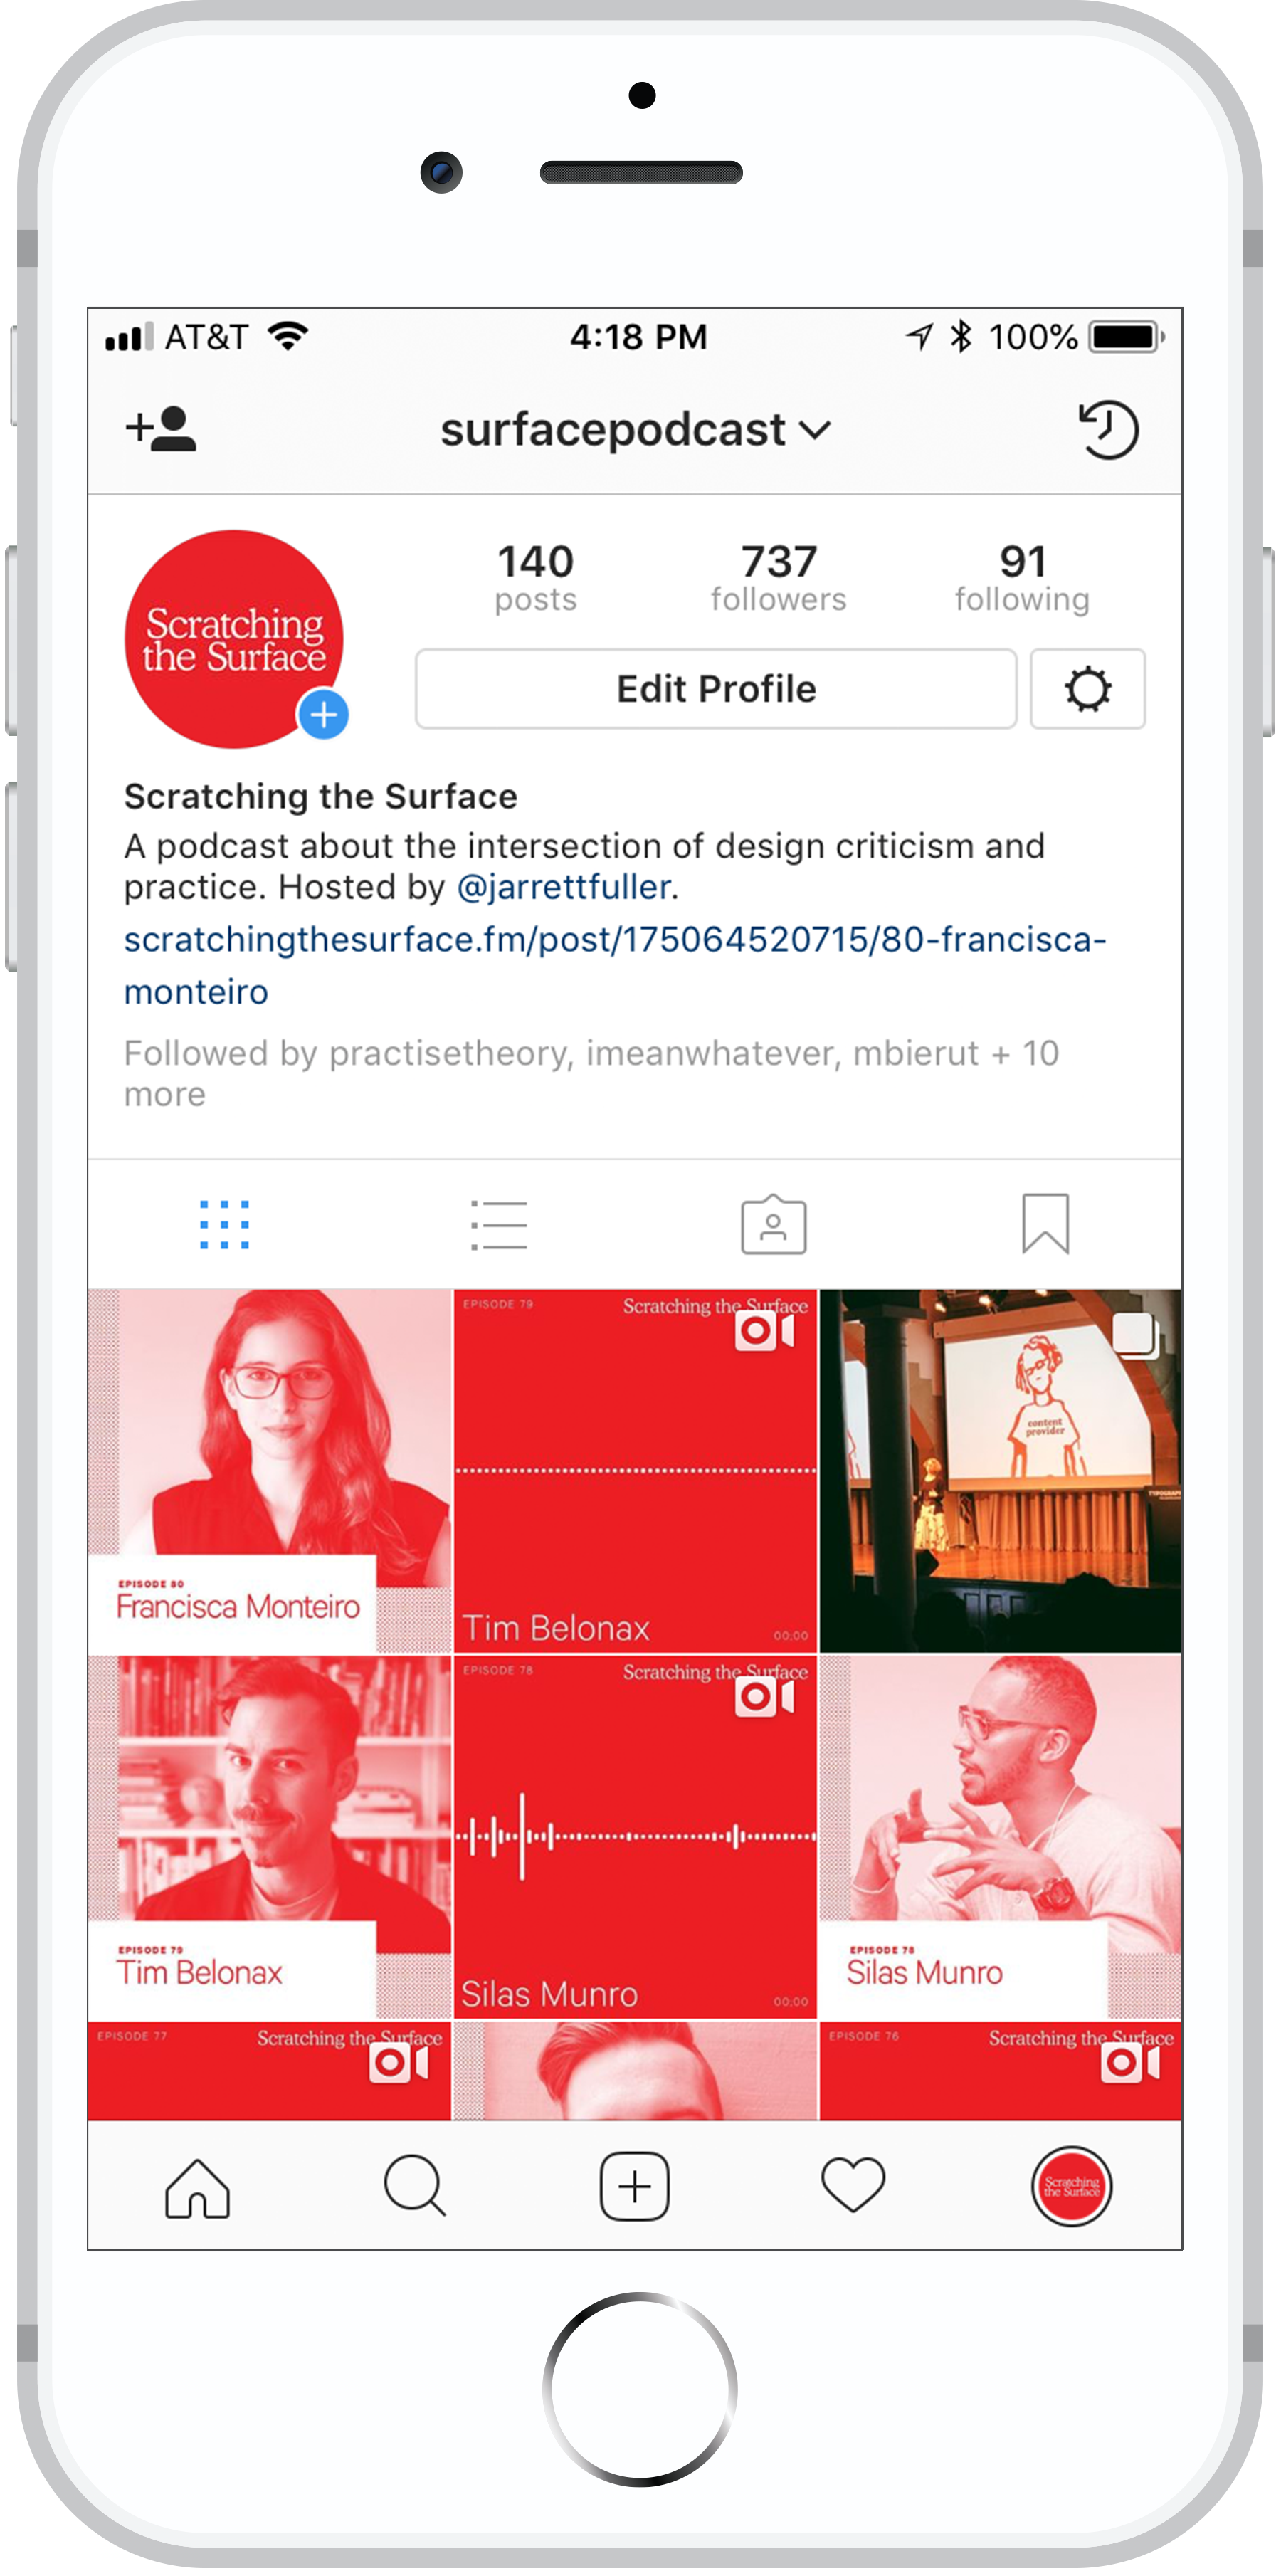 AT&T
4:18 PM
100%
surfacepodcast
Scratching
the Surface
140
posts
737
followers
91
following
Edit Profile
Scratching the Surface
A podcast about the intersection of design criticism and
practice. Hosted by @jarrettfuller.
scratchingthesurface.fm/post/175064520715/80-francisca-
monteiro
Followed by practisetheory, imeanwhatever, mbierut + 10
more
EPISODE 80
Francisca Monteiro
EPISODE 79
Scratching the Surface
Tim Belonax
00;00
content
provider
EPISODE 79
Tim Belonax
EPISODE 78
Scratching the Surface
Silas Munro
00;00
EPISODE 78
Silas Munro
EPISODE 77
Scratching the Surface
EPISODE 76
Scratching the Surface
Scratching
the Surface